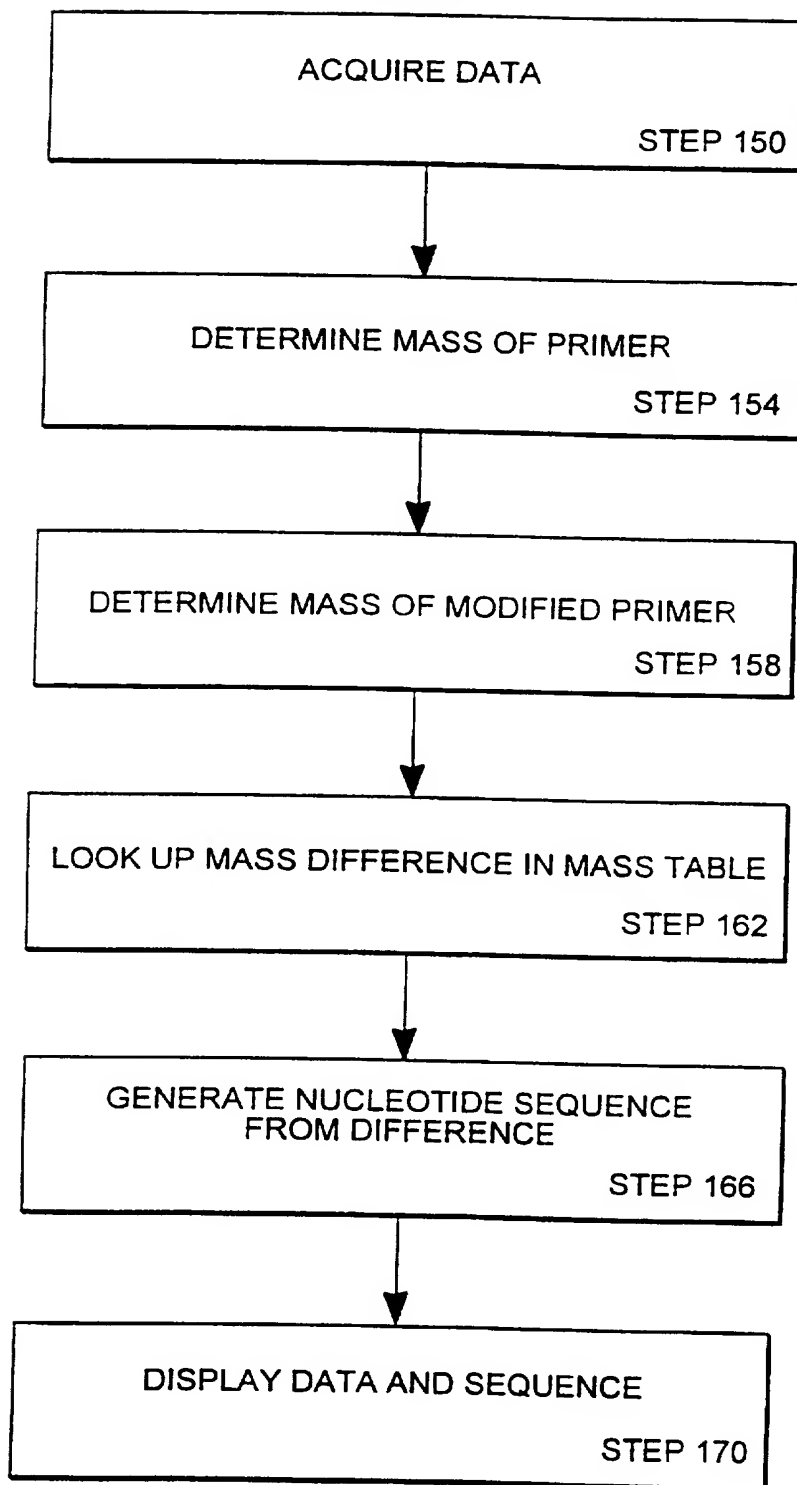 ACQUIRE DATA
STEP 150
DETERMINE MASS OF PRIMER
STEP 154
DETERMINE MASS OF MODIFIED PRIMER
STEP 158
LOOK UP MASS DIFFERENCE IN MASS TABLE
STEP 162
GENERATE NUCLEOTIDE SEQUENCE
FROM DIFFERENCE
STEP 166
DISPLAY DATA AND SEQUENCE
STEP 170